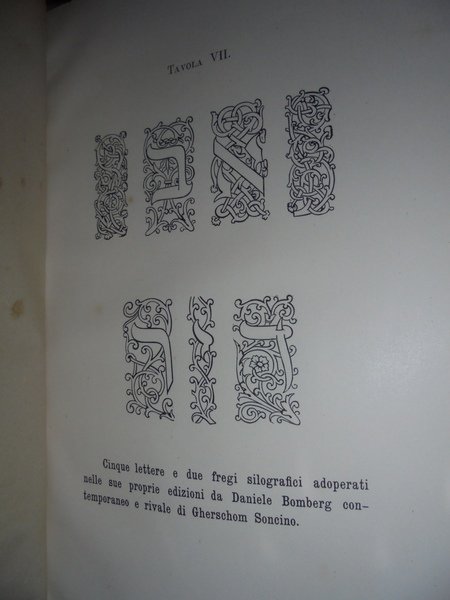 TAVOLA VII.
א ב
Cinque lettere e due fregi silografici adoperati
nelle sue proprie edizioni da Daniele Bomberg con-
temporaneo e rivale di Gherschom Soncino.